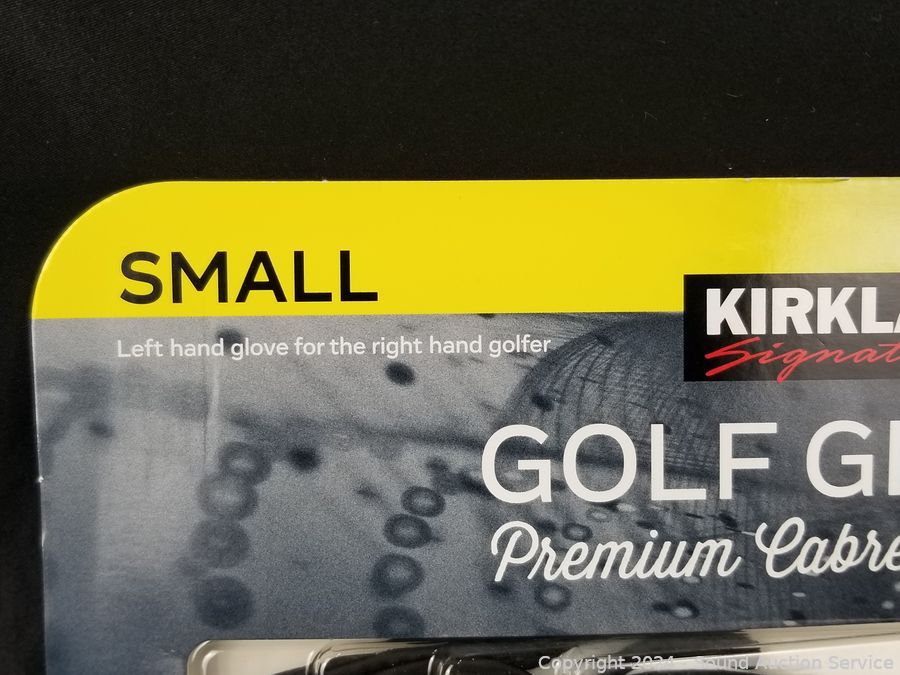 SMALL
Left hand glove for the right hand golfer
KIRKLA
Signat
GOLF GL
Premium Cabre
Copyright 2024 - Sound Auction Service